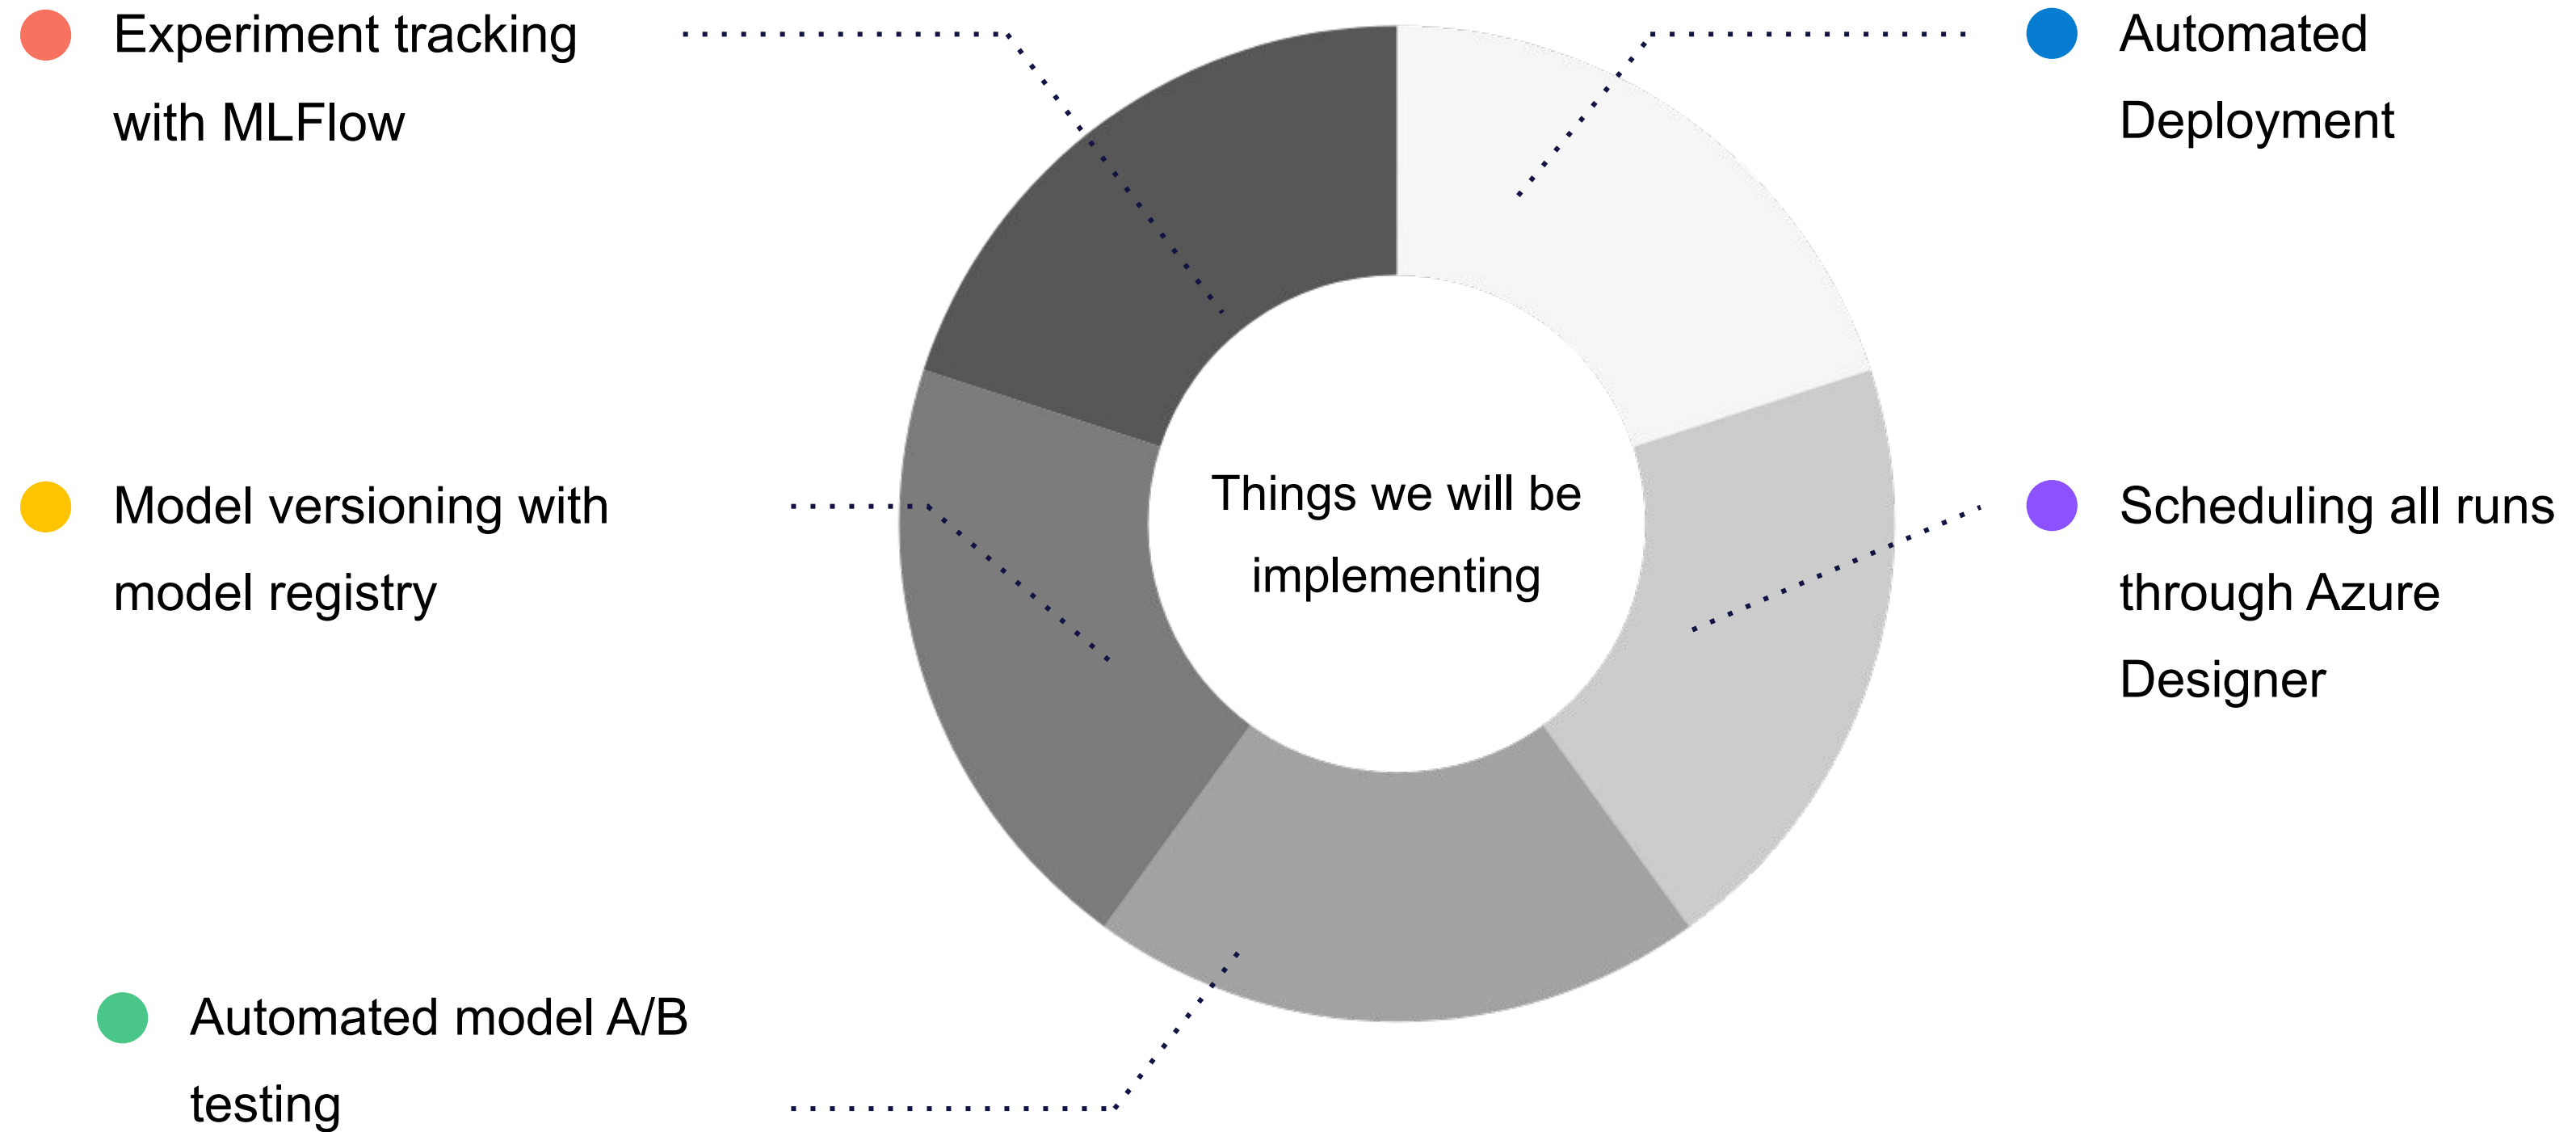 Experiment tracking
with MLFlow
Automated
Deployment
Model versioning with
model registry
Things we will be
implementing
Scheduling all runs
through Azure
Designer
Automated model A/B
testing